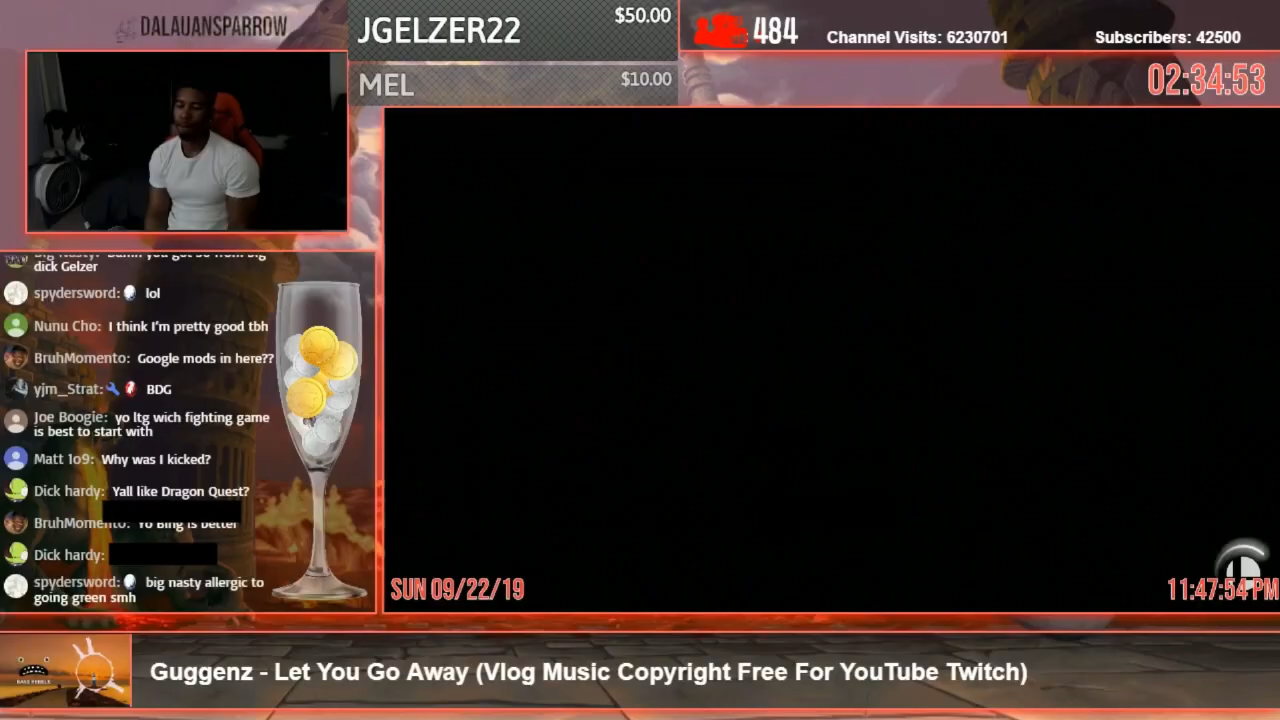 DALAUANSPARROW
JGELZER22
$50.00
MEL
$10.00
484
Channel Visits: 6230701
Subscribers: 42500
02:34:53
dick Gelzer
spydersword: lol
Nunu Cho: I think I'm pretty good tbh
BruhMomento: Google mods in here??
yjm_Strat: BDG
Joe Boogie: yo ltg wich fighting game
is best to start with
Matt 1o9: Why was I kicked?
Dick hardy: Yall like Dragon Quest?
BruhMomento: Yo Bing is better
Dick hardy:
spydersword: big nasty allergic to
going green smh
SUN 09/22/19
11:47:54 PM
BASS REBELS
Guggenz - Let You Go Away (Vlog Music Copyright Free For YouTube Twitch)